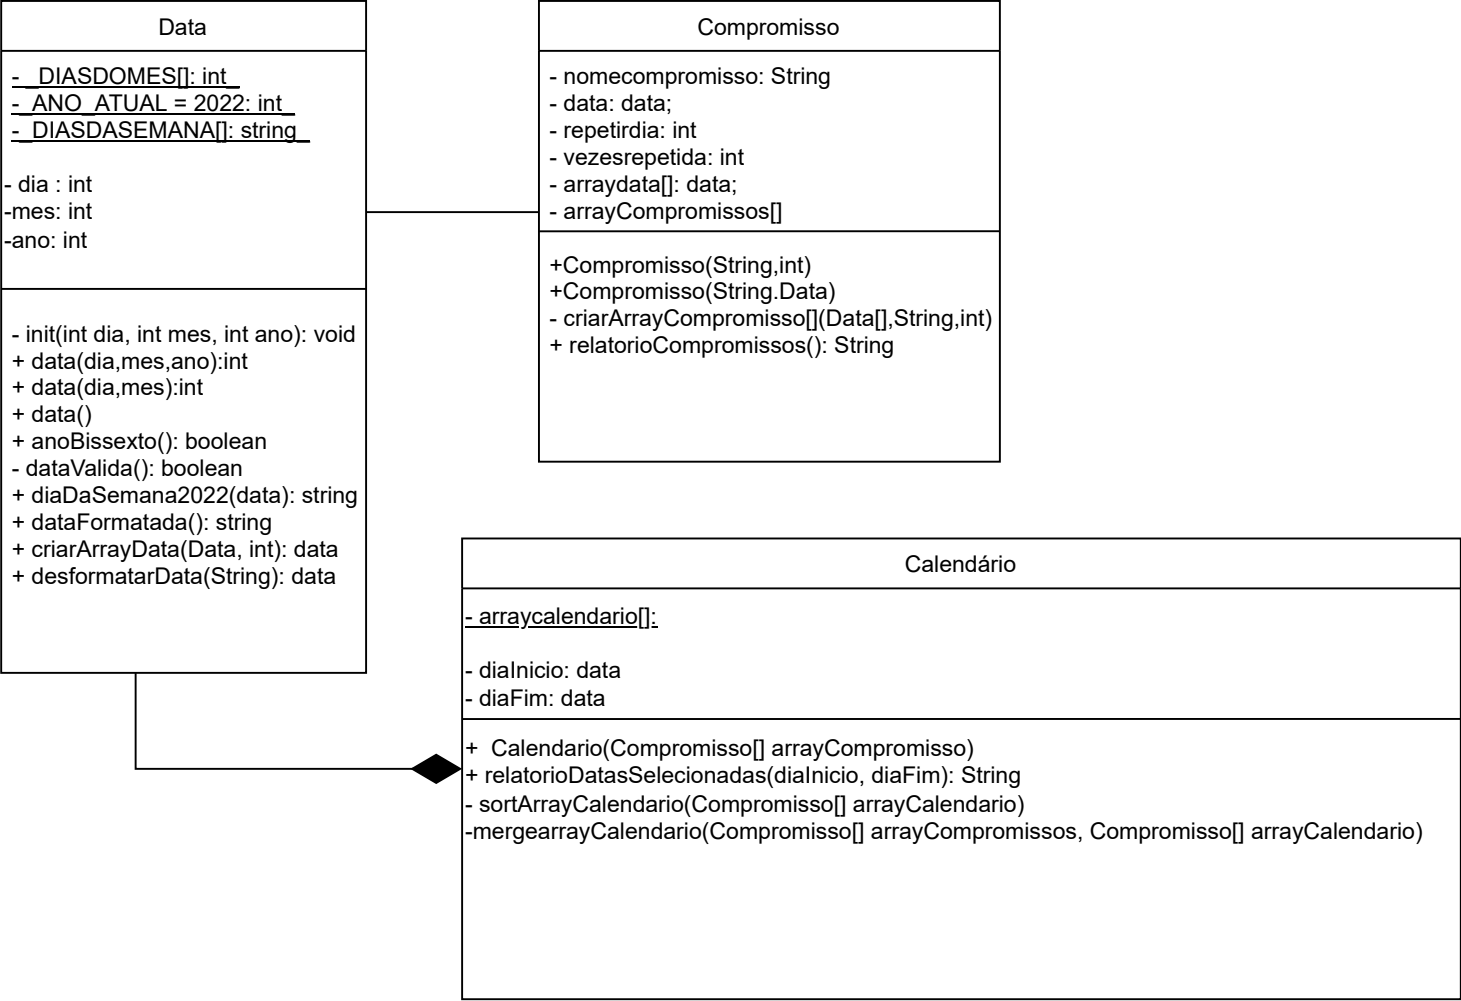 Data
- _DIASDOMES[]: int_
- _ANO_ATUAL = 2022: int_
- _DIASDASEMANA[]: string_
- dia : int
-mes: int
-ano: int
- init(int dia, int mes, int ano): void
+ data(dia,mes,ano):int
+ data(dia,mes):int
+ data()
+ anoBissexto(): boolean
- dataValida(): boolean
+ diaDaSemana2022(data): string
+ dataFormatada(): string
+ criarArrayData(Data, int): data
+ desformatarData(String): data
Compromisso
- nomecompromisso: String
- data: data;
- repetirdia: int
- vezesrepetida: int
- arraydata[]: data;
- arrayCompromissos[]
+Compromisso(String,int)
+Compromisso(String.Data)
- criarArrayCompromisso[](Data[],String,int)
+ relatorioCompromissos(): String
Calendário
- arraycalendario[]:
- diaInicio: data
- diaFim: data
+  Calendario(Compromisso[] arrayCompromisso)
+ relatorioDatasSelecionadas(diaInicio, diaFim): String
- sortArrayCalendario(Compromisso[] arrayCalendario)
-mergearrayCalendario(Compromisso[] arrayCompromissos, Compromisso[] arrayCalendario)